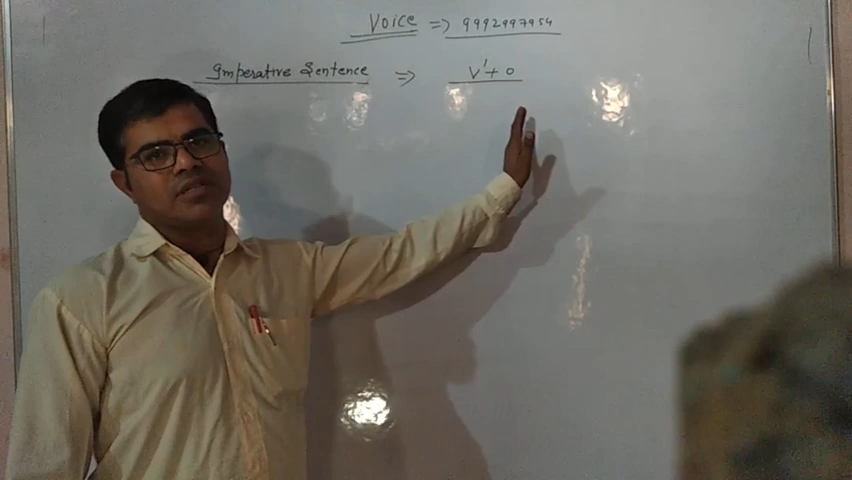 Voice => 9992997954
Imperative Sentence => V¹ + O